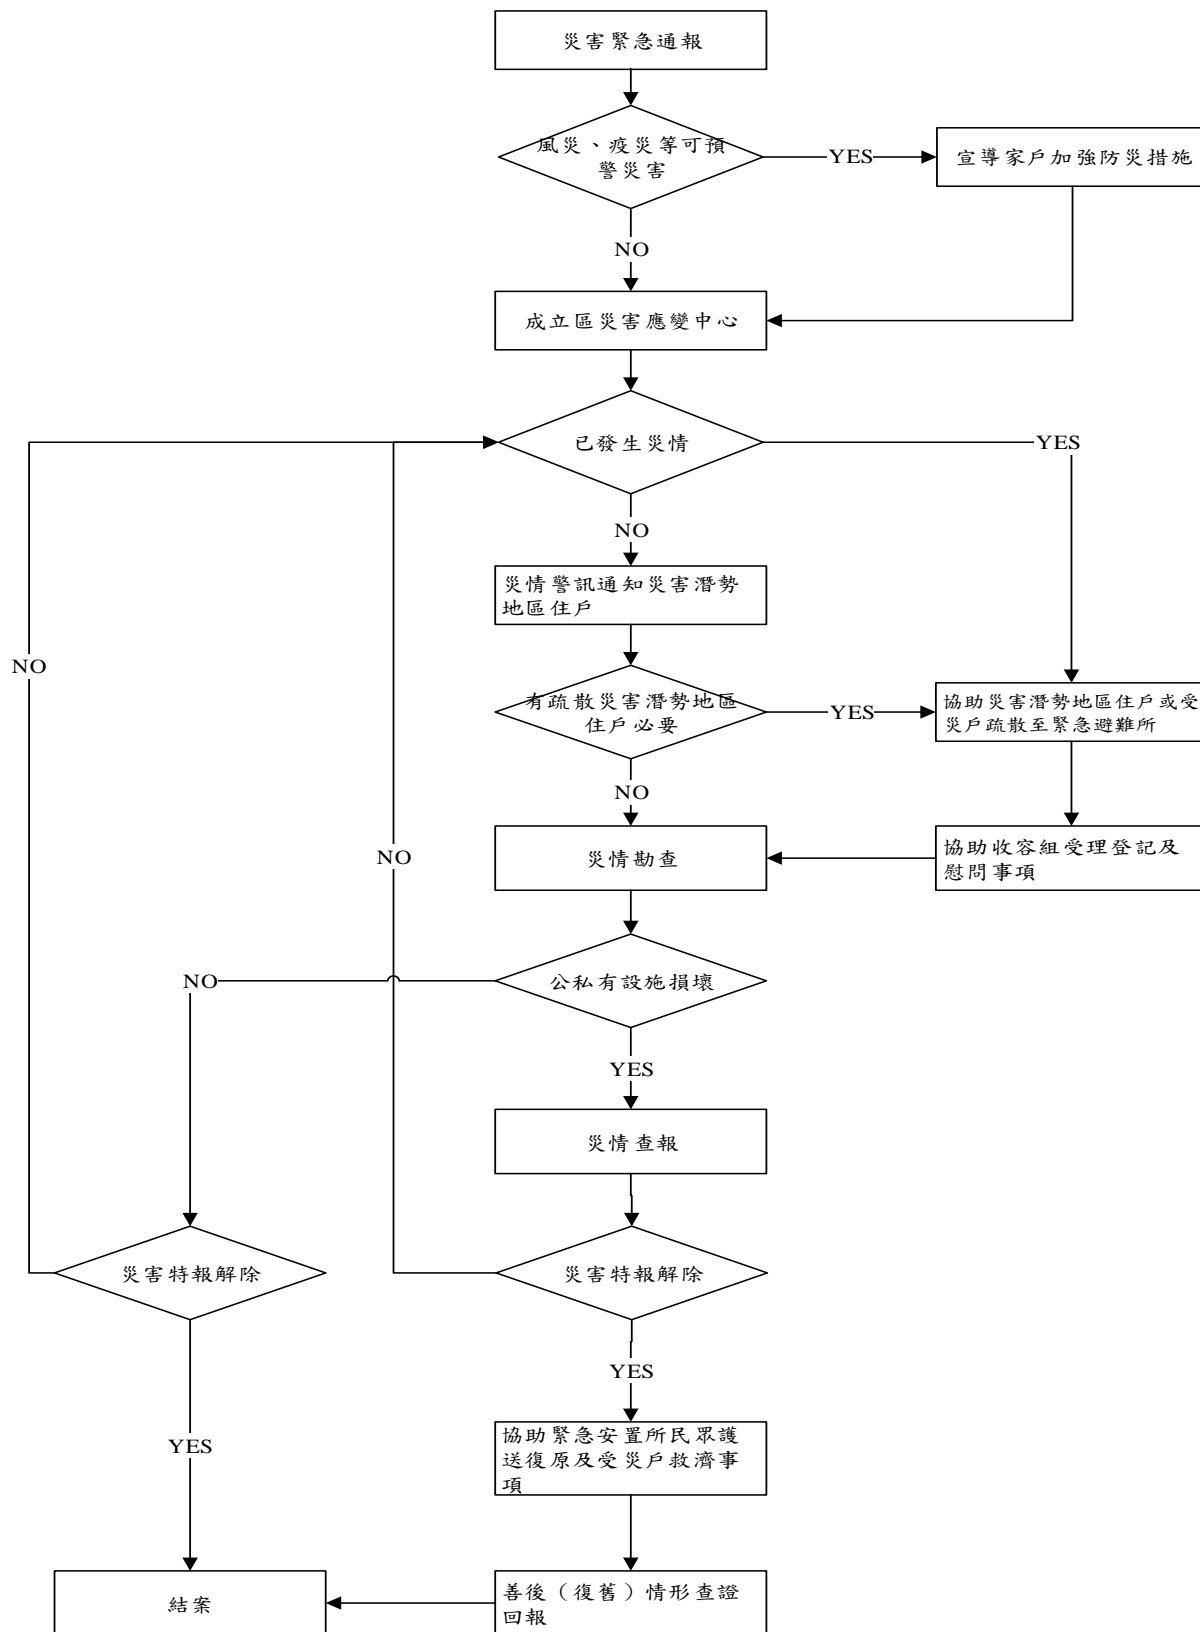 災害緊急通報
風災、疫災等可預
警災害
YES
宣導家戶加強防災措施
NO
成立區災害應變中心
已發生災情
YES
NO
災情警訊通知災害潛勢
地區住戶
NO
有疏散災害潛勢地區
住戶必要
YES
協助災害潛勢地區住戶或受
災戶疏散至緊急避難所
NO
災情勘查
協助收容組受理登記及
慰問事項
NO
公私有設施損壞
NO
YES
災情查報
災害特報解除
災害特報解除
YES
協助緊急安置所民眾護
送復原及受災戶救濟事
項
YES
結案
善後（復舊）情形查證
回報